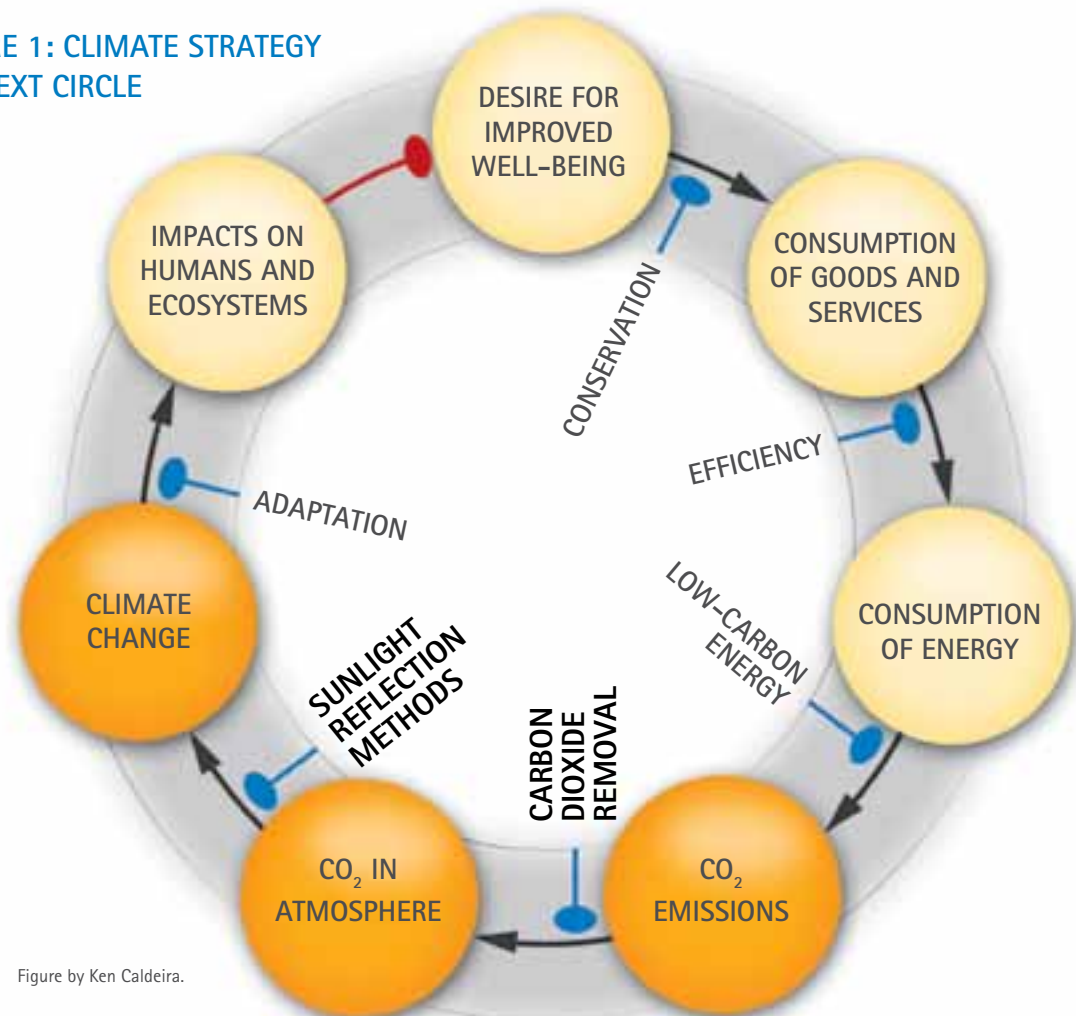 1: CLIMATE STRATEGY
CIRCLE
DESIRE FOR
IMPROVED
WELL-BEING
IMPACTS ON
HUMANS AND
ECOSYSTEMS
CONSUMPTION
OF GOODS AND
SERVICES
CONSERVATION
EFFICIENCY
ADAPTATION
CLIMATE
CHANGE
LOW-CARBON
ENERGY
CONSUMPTION
OF ENERGY
SUNLIGHT
REFLECTION
METHODS
CARBON
DIOXIDE
REMOVAL
CO₂ IN
ATMOSPHERE
CO₂
EMISSIONS
Figure by Ken Caldeira.